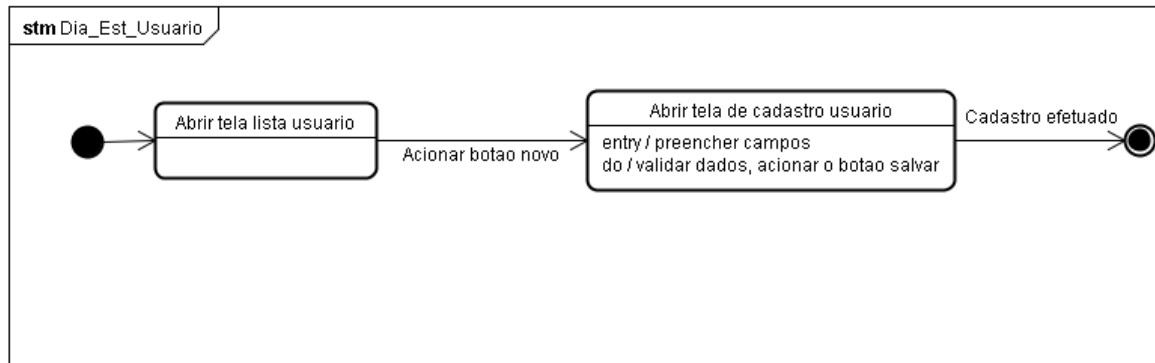 stm Dia_Est_Usuario
Abrir tela lista usuario
Acionar botao novo
Abrir tela de cadastro usuario
entry / preencher campos
do / validar dados, acionar o botao salvar
Cadastro efetuado